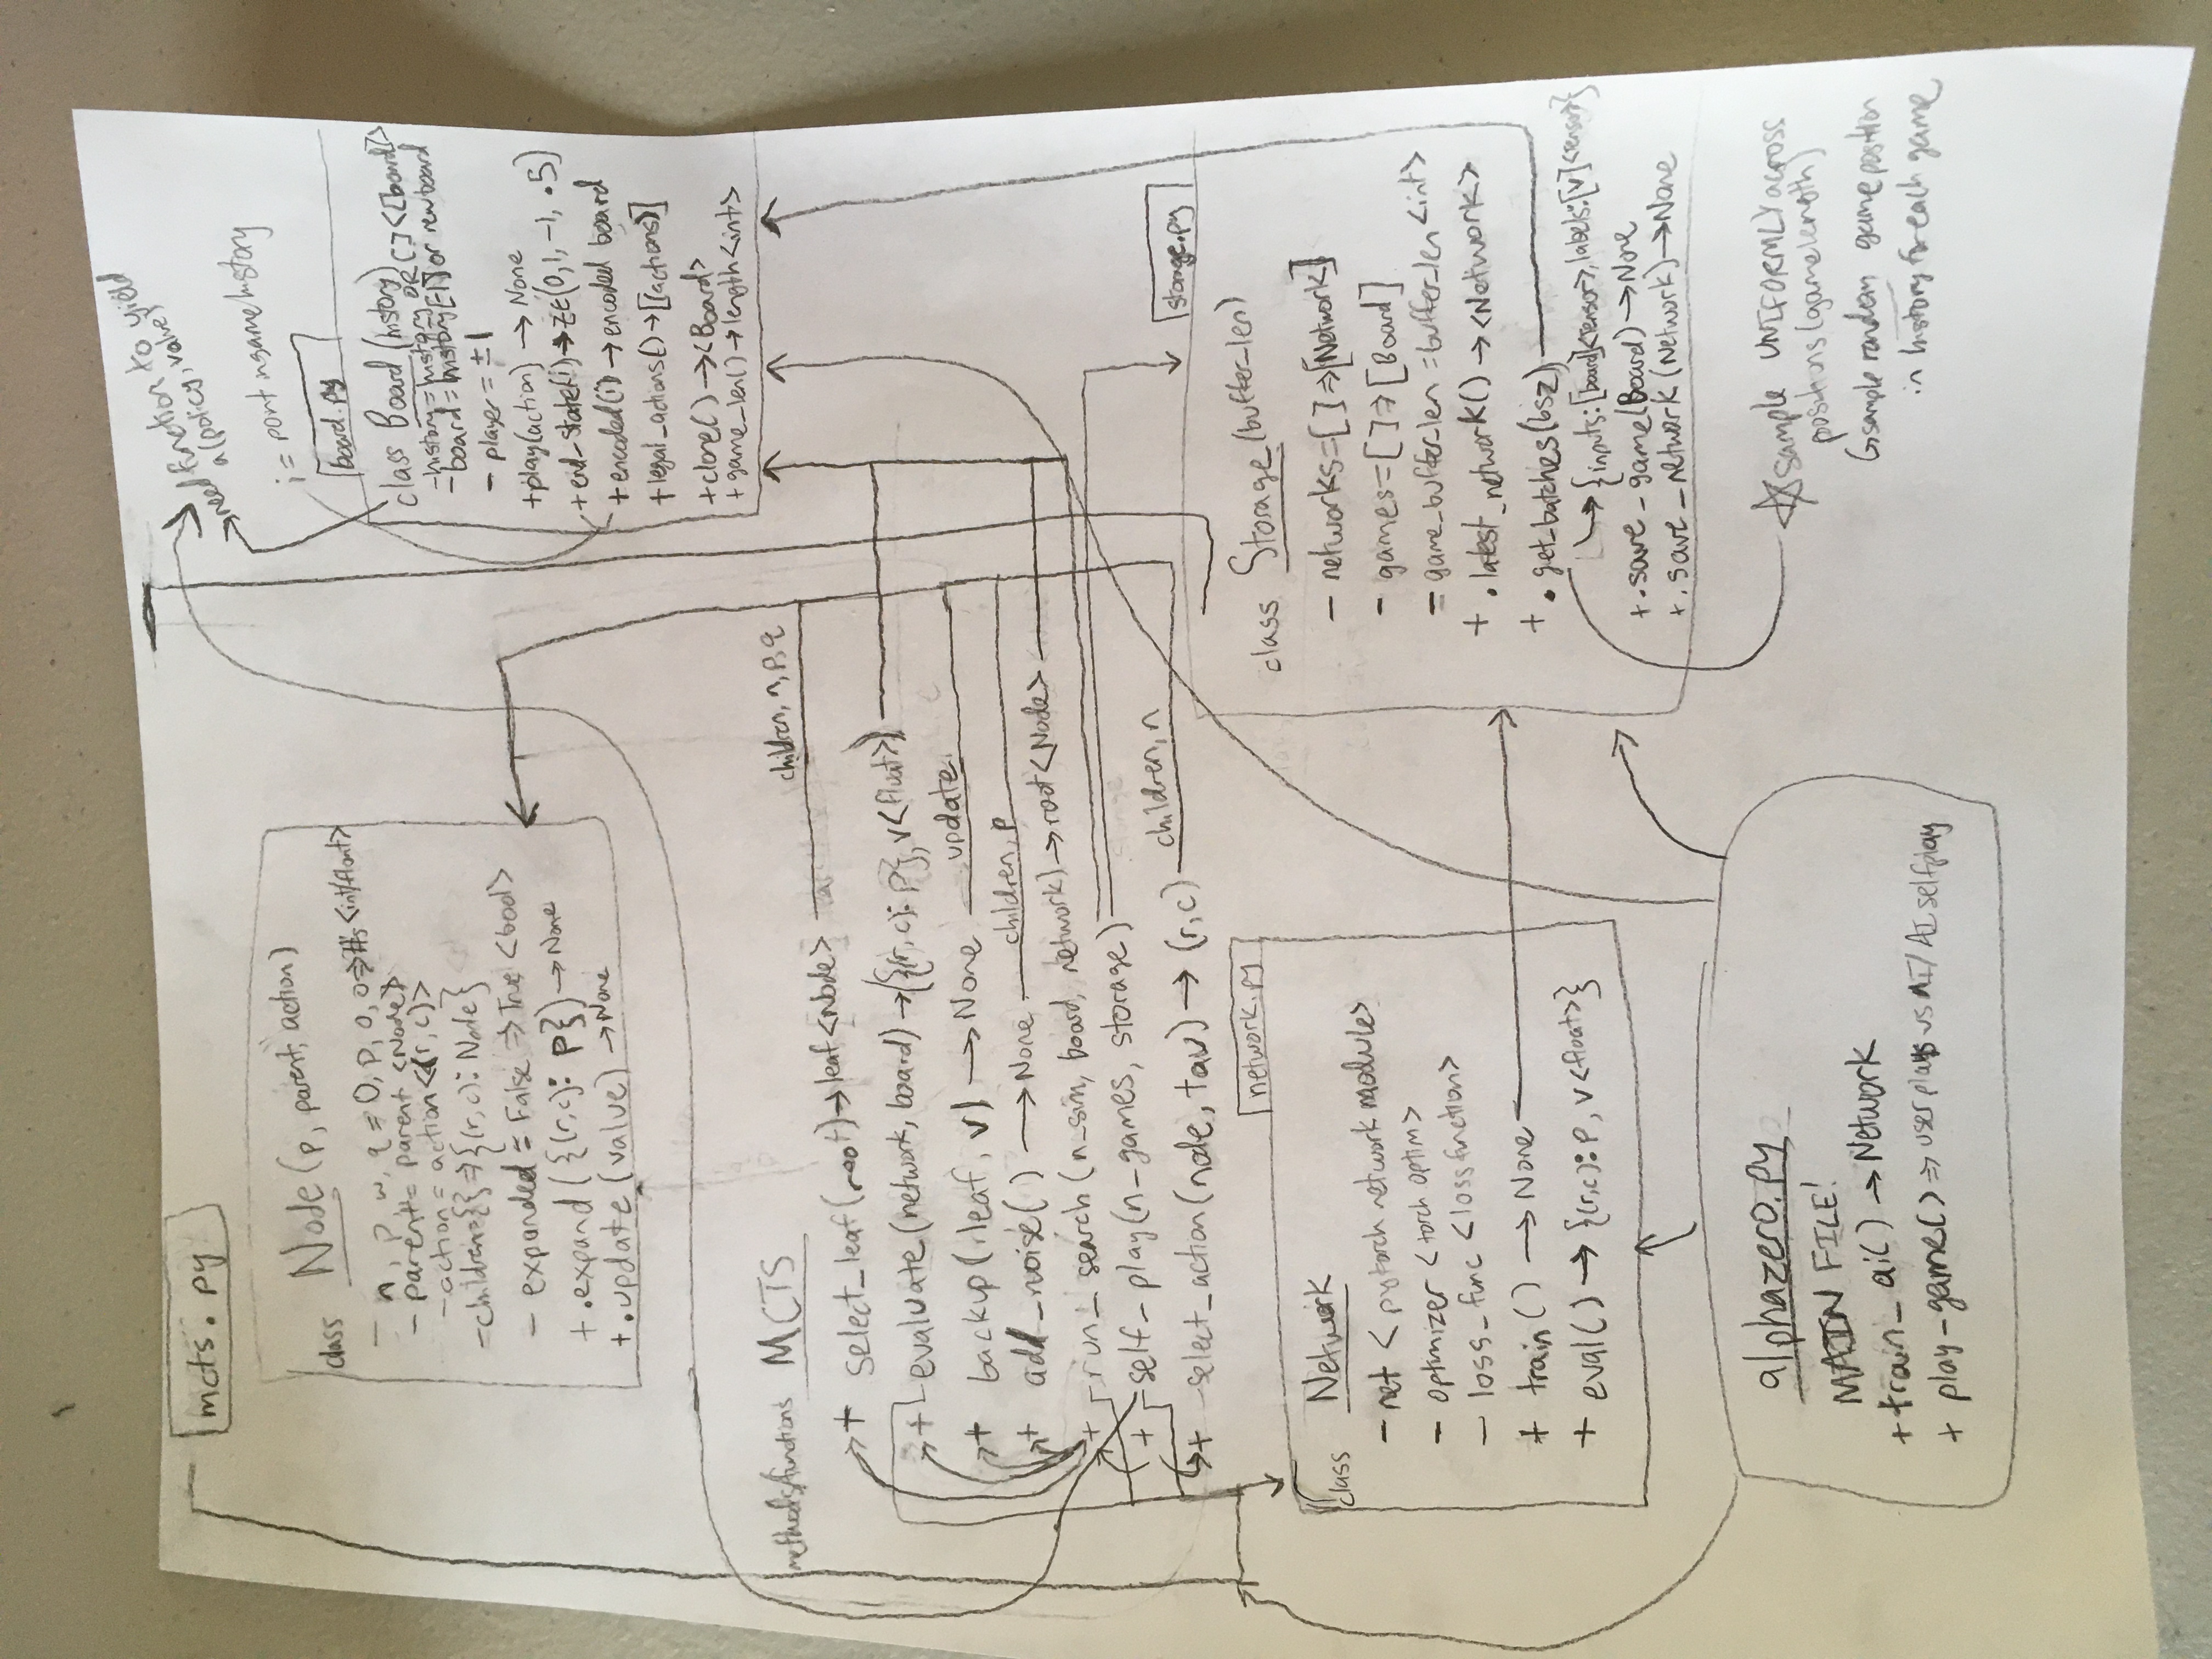 mcts.py
class Node (p, parent, action)
- n, p, w, q = 0, p, 0, 0 => #s <int/float>
- parent = parent <Node>
- action = action <(r, c)>
- children = {} => {(r,c): Node}
- expanded = False => True <bool>
+ .expand ({(r,c): p}) → None
+ .update (value) → None
need function to yield
a (policy, value)
i = point in game history
board.py
class Board (history)
- history = history OR [] <[board]>
- board = history[-1] or new board
- player = ±1
+ play(action) → None
+ end_state(i) → z ∈ (0, 1, -1, .5)
+ encoded(i) → encoded board
+ legal_actions() → [(actions)]
+ clone() → <Board>
+ game_len() → length <int>
methods/functions MCTS
+ select_leaf(root) → leaf <Node> children, n, p, q
+ evaluate (network, board) → ({(r, c): p}, v <float>)
+ backup (leaf, v) → None update
+ add_noise() → None children, p
+ run_search (n_sim, board, network) → root <Node>
+ self_play(n_games, storage)
+ select_action (node, tau) → (r, c) children, n
network.py
class Network
- net < pytorch network module>
- optimizer < torch optim >
- loss_func <loss function>
+ train() → None
+ eval() → {(r,c): p, v <float>}
storage.py
class Storage (buffer_len)
- networks = [ ] => [Network]
- games = [ ] => [Board]
- game_buffer_len = buffer_len <int>
+ .latest_network() → <Network>
+ .get_batches(bsz)
→ {inputs: [board] <Tensor>, labels: [v] <Tensor>}
+ .save_game(Board) → None
+ .save_network (Network) → None
☆ sample UNIFORMLY across
positions (game length)
↳ sample random game position
in history for each game
alphazero.py
MAIN FILE!
+ train_ai() → Network
+ play_game() => user plays vs AI / AI selfplay